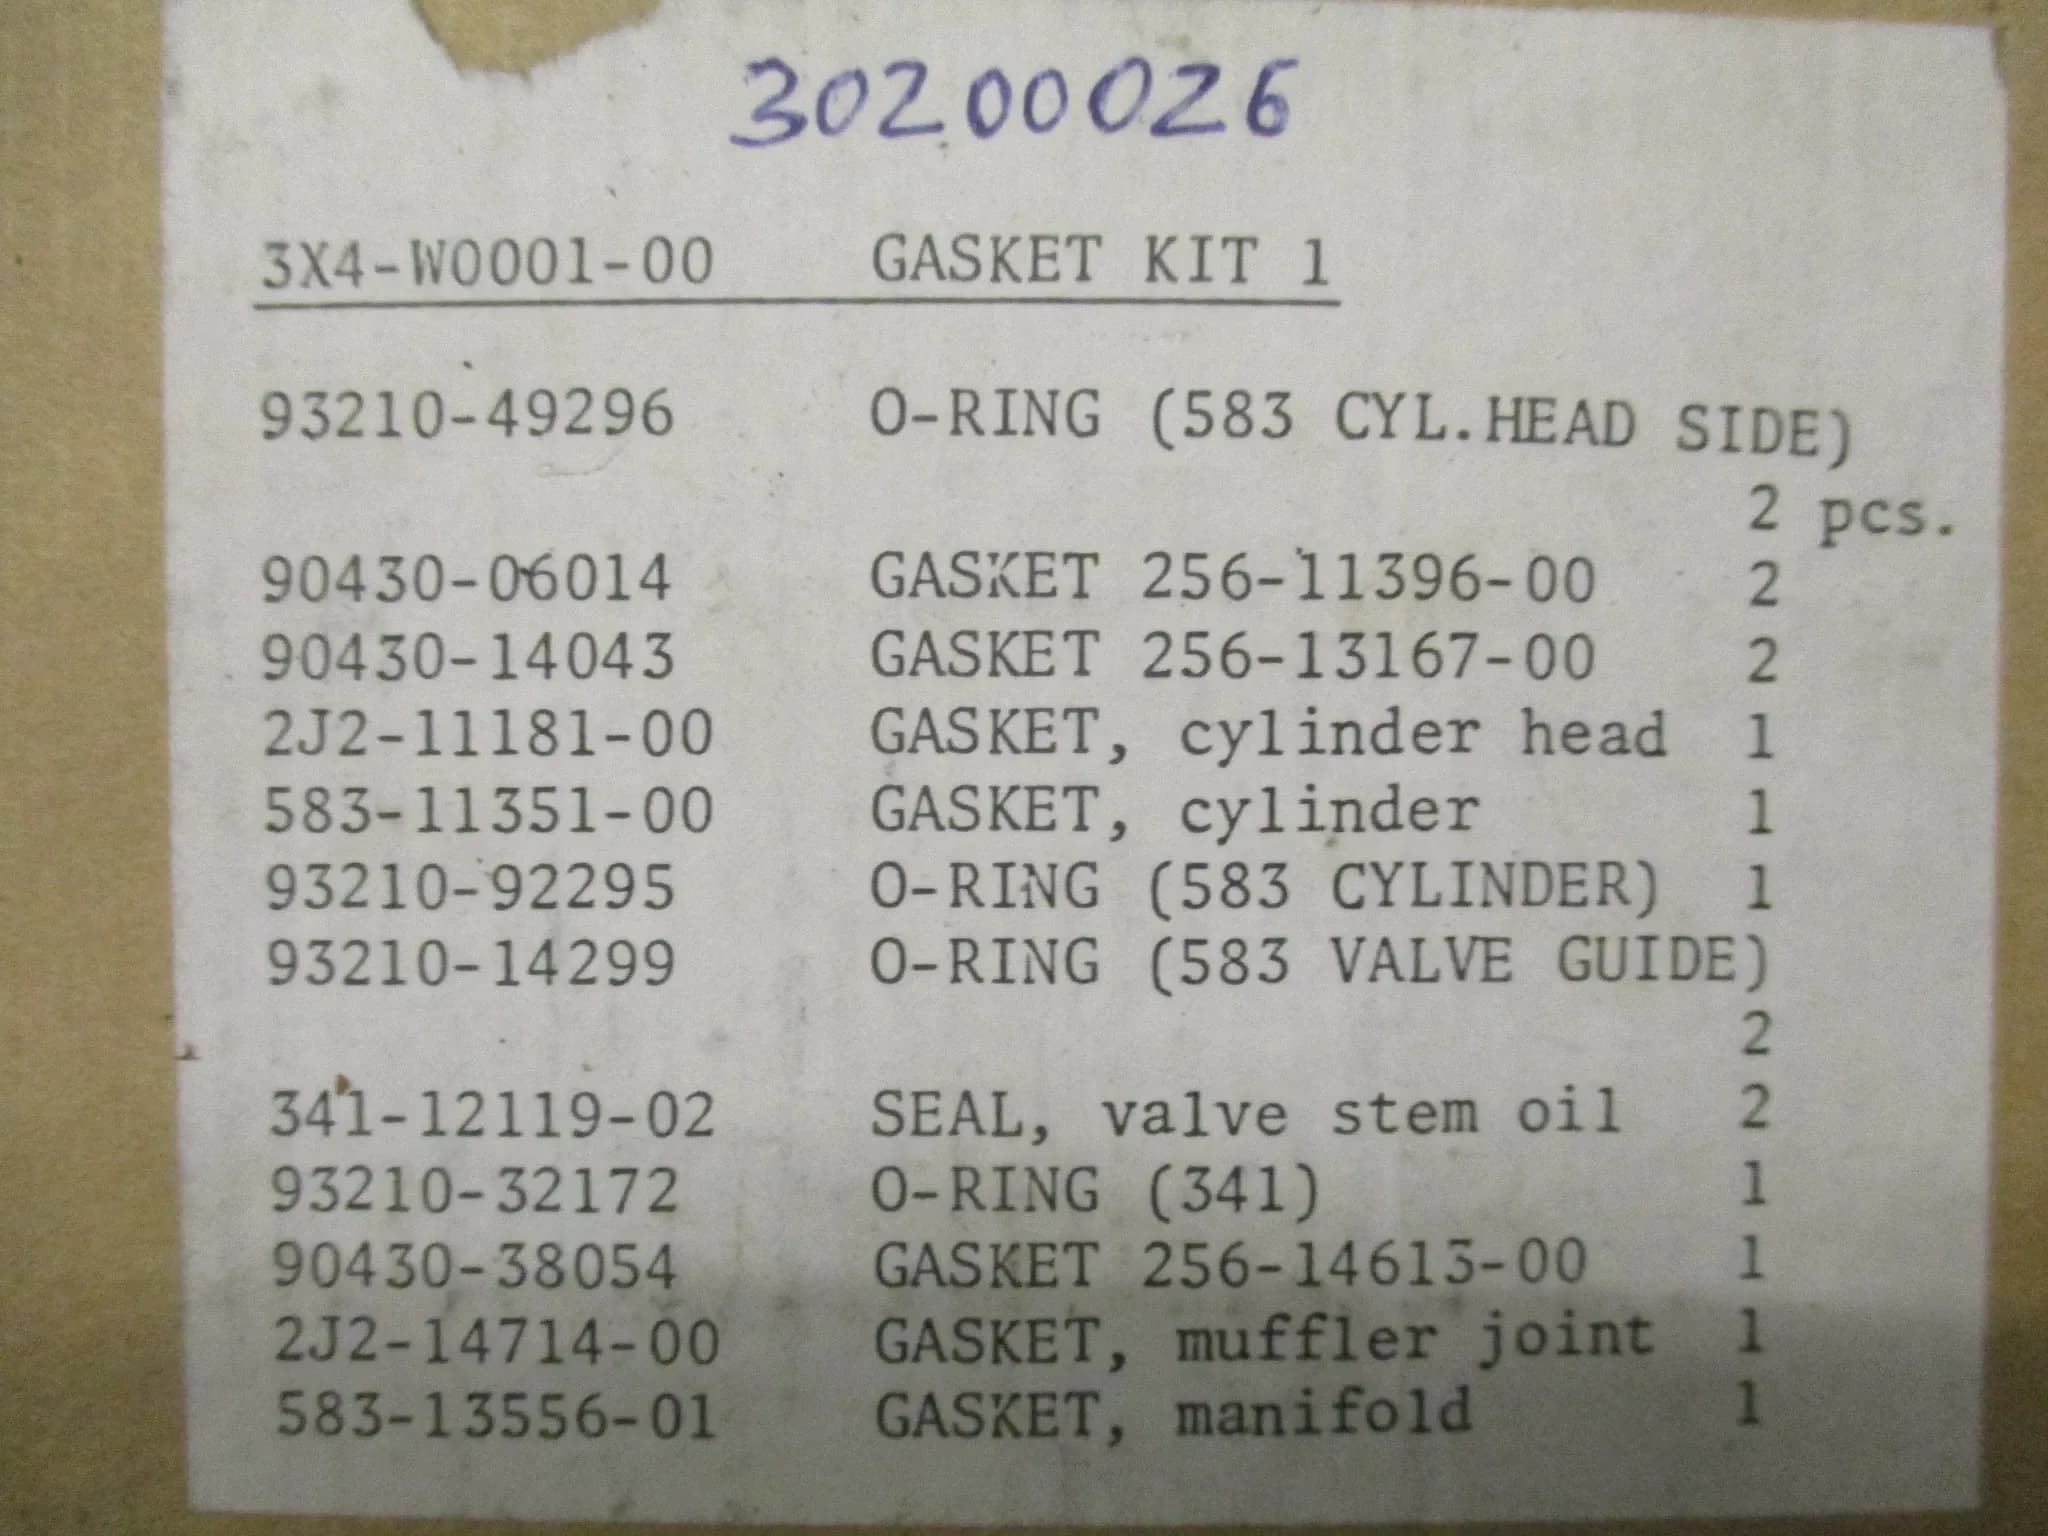 30200026
3X4-W0001-00 GASKET KIT 1
93210-49296 O-RING (583 CYL.HEAD SIDE)
2 pcs.
90430-06014 GASKET 256-11396-00 2
90430-14043 GASKET 256-13167-00 2
2J2-11181-00 GASKET, cylinder head 1
583-11351-00 GASKET, cylinder 1
93210-92295 O-RING (583 CYLINDER) 1
93210-14299 O-RING (583 VALVE GUIDE)
2
341-12119-02 SEAL, valve stem oil 2
93210-32172 O-RING (341) 1
90430-38054 GASKET 256-14613-00 1
2J2-14714-00 GASKET, muffler joint 1
583-13556-01 GASKET, manifold 1